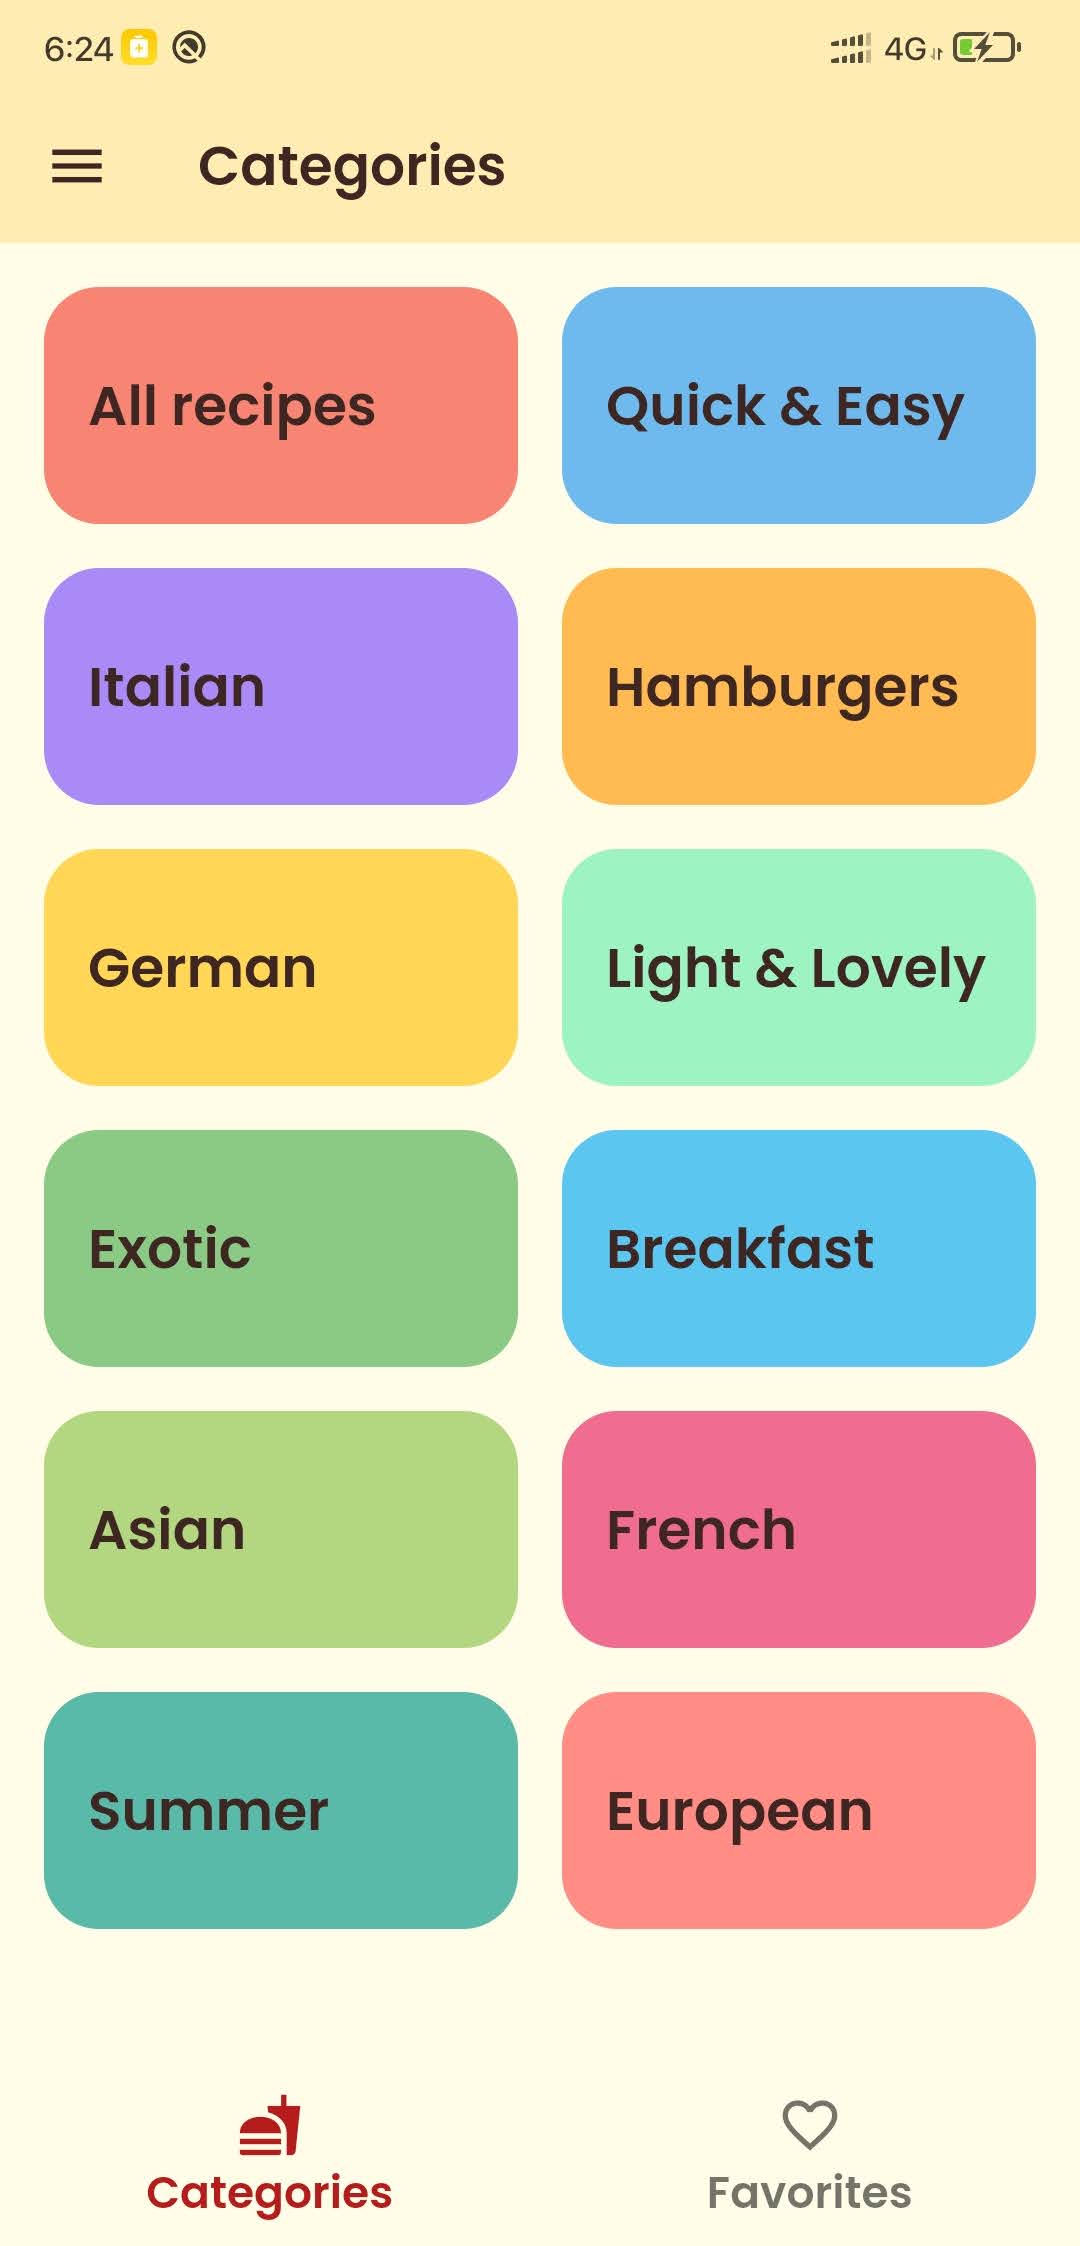 6:24 4G
Categories
All recipes Quick & Easy
Italian Hamburgers
German Light & Lovely
Exotic Breakfast
Asian French
Summer European
Categories Favorites